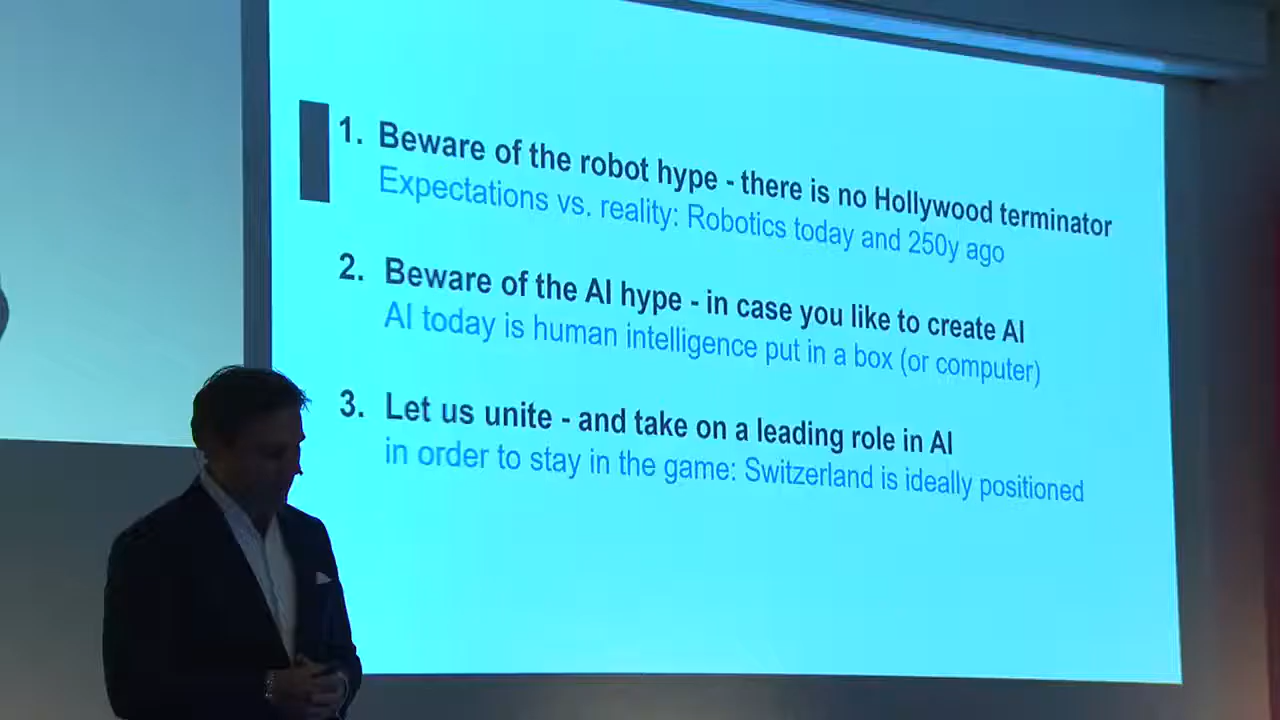 1. Beware of the robot hype - there is no Hollywood terminator
Expectations vs. reality: Robotics today and 250y ago
2. Beware of the AI hype - in case you like to create AI
AI today is human intelligence put in a box (or computer)
3. Let us unite - and take on a leading role in AI
in order to stay in the game: Switzerland is ideally positioned